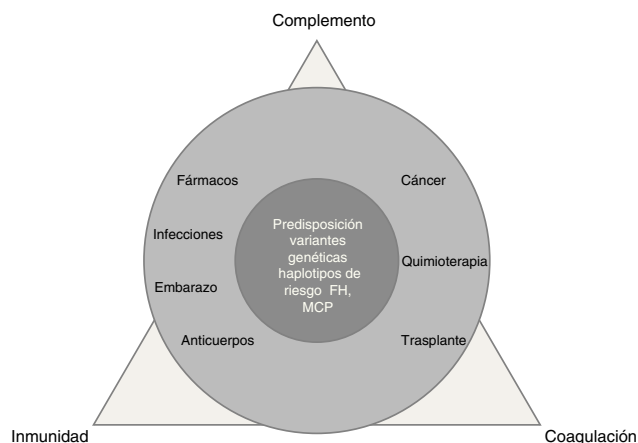 Complemento
Fármacos
Cáncer
Infecciones
Predisposición
variantes
genéticas
haplotipos de
riesgo FH,
MCP
Quimioterapia
Embarazo
Anticuerpos
Trasplante
Inmunidad
Coagulación